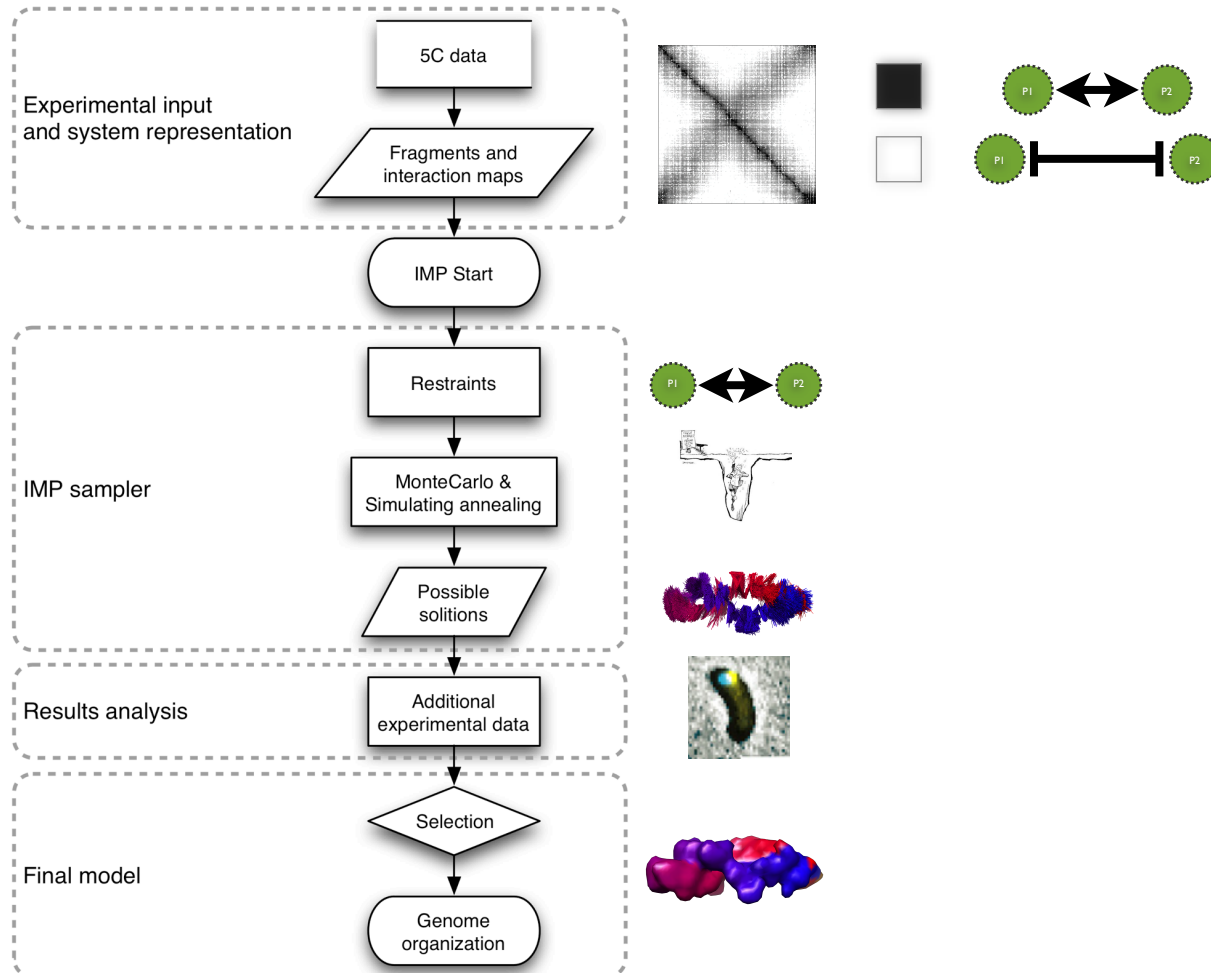 5C data
Experimental input
and system representation
Fragments and
interaction maps
P1
P2
P1
P2
IMP Start
Restraints
P1
P2
IMP sampler
MonteCarlo &
Simulating annealing
Possible
solitions
Results analysis
Additional
experimental data
Selection
Final model
Genome
organization